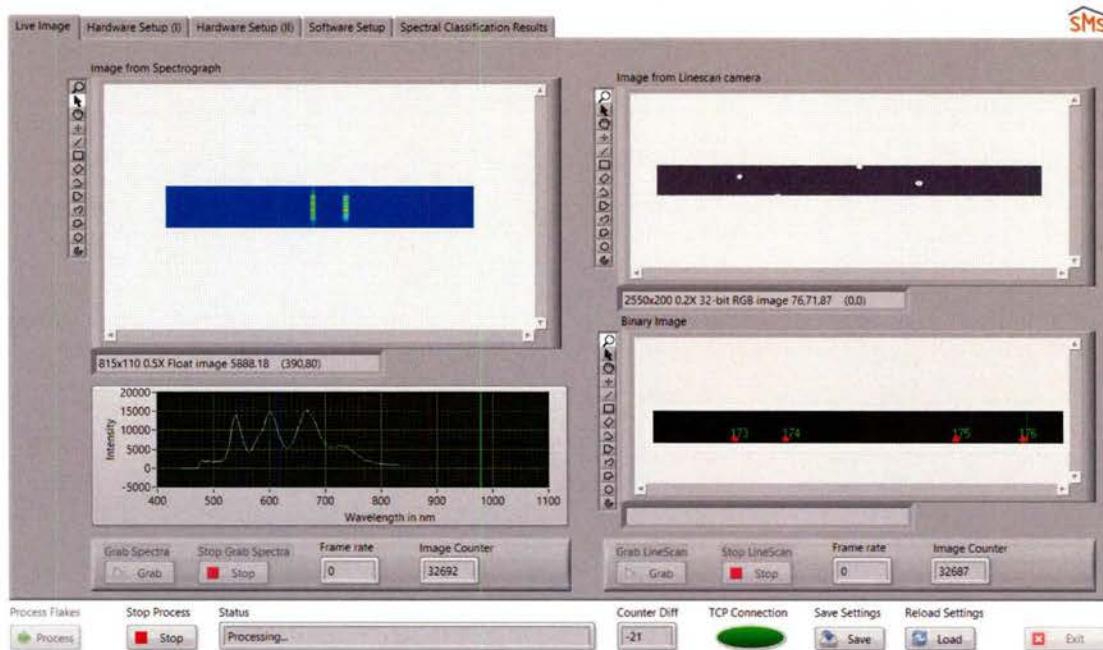 SMS
Live Image Hardware Setup (I) Hardware Setup (II) Software Setup Spectral Classification Results
Image from Spectrograph
815x110 0.5X Float image 5888.18 (390,80)
Intensity
20000
15000
10000
5000
0
-5000
400 500 600 700 800 900 1000 1100
Wavelength in nm
Grab Spectra Stop Grab Spectra Frame rate Image Counter
Grab Stop 0 32692
Image from Linescan camera
2550x200 0.2X 32-bit RGB image 76,71,87 (0,0)
Binary Image
173 174 175 176
Grab LineScan Stop LineScan Frame rate Image Counter
Grab Stop 0 32687
Process Flakes Stop Process Status Counter Diff TCP Connection Save Settings Reload Settings
Process Stop Processing... -21 Save Load Exit